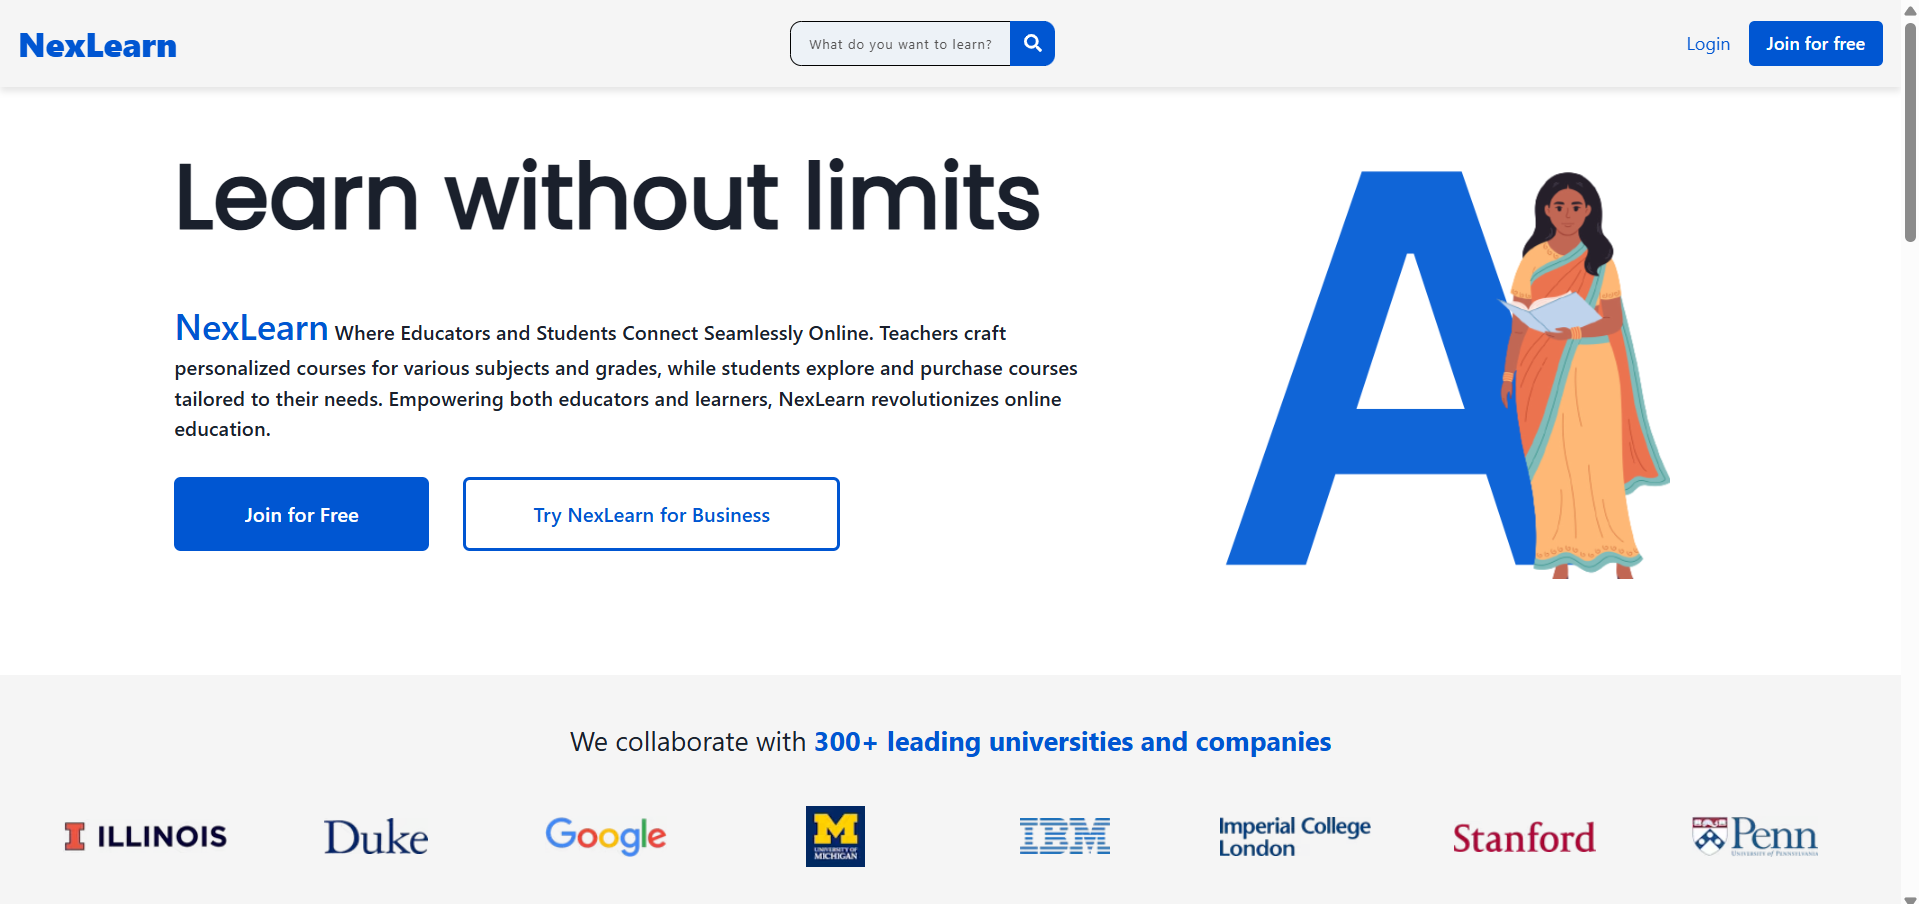 NexLearn
What do you want to learn?
Login
Join for free
Learn without limits
NexLearn Where Educators and Students Connect Seamlessly Online. Teachers craft
personalized courses for various subjects and grades, while students explore and purchase courses
tailored to their needs. Empowering both educators and learners, NexLearn revolutionizes online
education.
Join for Free
Try NexLearn for Business
A
We collaborate with 300+ leading universities and companies
I ILLINOIS
Duke
Google
M
UNIVERSITY OF
MICHIGAN
IBM
Imperial College
London
Stanford
Penn
UNIVERSITY OF PENNSYLVANIA